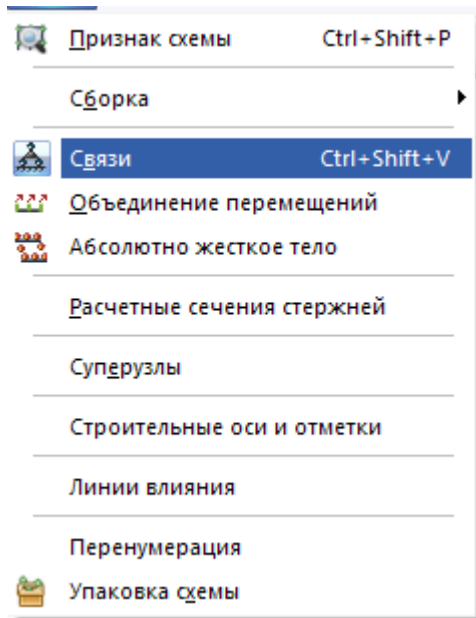 Признак схемы Ctrl+Shift+P
Сборка
Связи Ctrl+Shift+V
Объединение перемещений
Абсолютно жесткое тело
Расчетные сечения стержней
Суперузлы
Строительные оси и отметки
Линии влияния
Перенумерация
Упаковка схемы